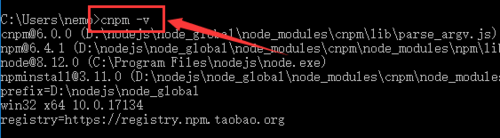 C:\Users\nemo>cnpm -v
cnpm@6.0.0 (D:\nodejs\node_global\node_modules\cnpm\lib\parse_argv.js)
npm@6.4.1 (D:\nodejs\node_global\node_modules\cnpm\node_modules\npm\li
node@8.12.0 (C:\Program Files\nodejs\node.exe)
npminstall@3.11.0 (D:\nodejs\node_global\node_modules\cnpm\node_module
prefix=D:\nodejs\node_global
win32 x64 10.0.17134
registry=https://registry.npm.taobao.org